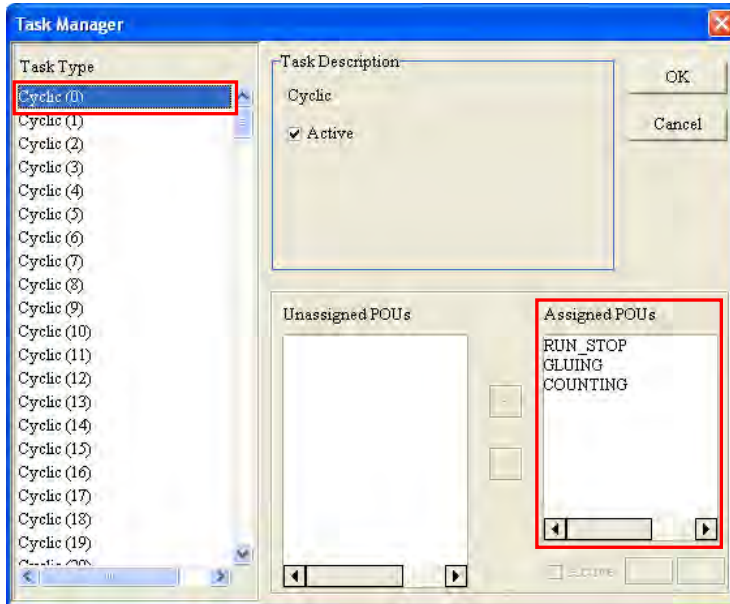 Task Manager
Task Type
Cyclic (0)
Cyclic (1)
Cyclic (2)
Cyclic (3)
Cyclic (4)
Cyclic (5)
Cyclic (6)
Cyclic (7)
Cyclic (8)
Cyclic (9)
Cyclic (10)
Cyclic (11)
Cyclic (12)
Cyclic (13)
Cyclic (14)
Cyclic (15)
Cyclic (16)
Cyclic (17)
Cyclic (18)
Cyclic (19)
Task Description
Cyclic
Active
OK
Cancel
Unassigned POUs
Assigned POUs
RUN_STOP
GLUING
COUNTING